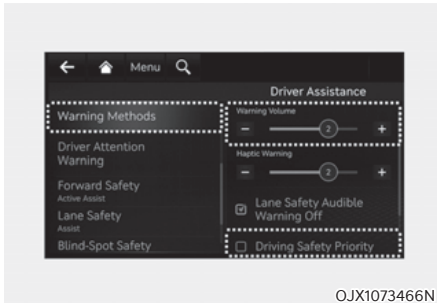 Menu
Driver Assistance
Warning Methods
Driver Attention
Warning
Forward Safety
Active Assist
Lane Safety
Assist
Blind-Spot Safety
Warning Volume
2
Haptic Warning
2
Lane Safety Audible
Warning Off
Driving Safety Priority
OJX1073466N